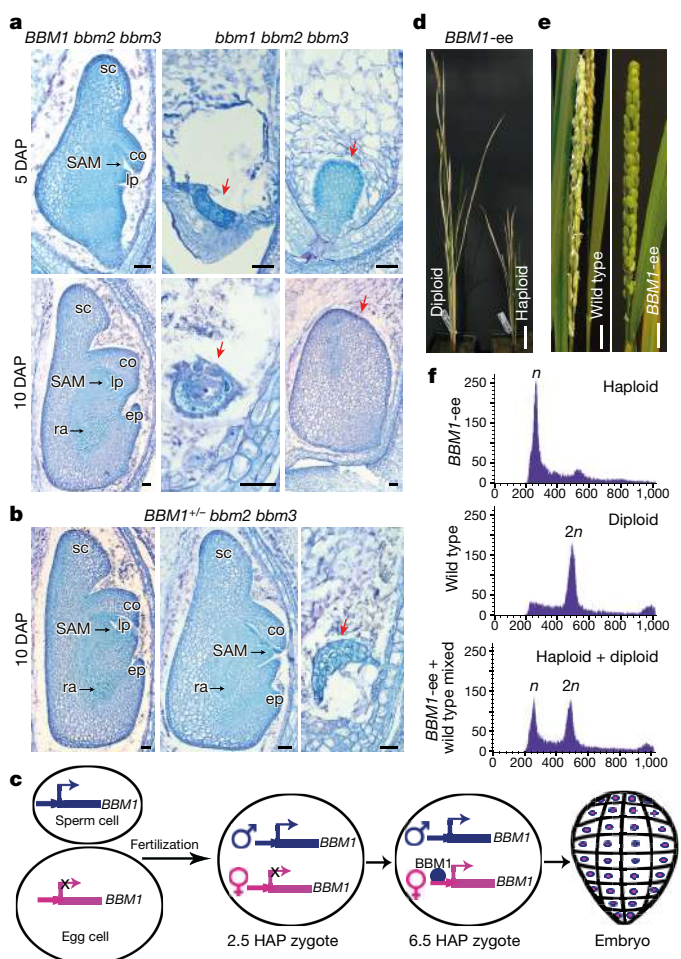 a
BBM1 bbm2 bbm3
bbm1 bbm2 bbm3
5 DAP
sc
SAM
co
lp
10 DAP
sc
co
SAM
lp
ra
ep
b
BBM1+/– bbm2 bbm3
10 DAP
sc
co
SAM
lp
ep
ra
sc
co
SAM
ep
ra
c
BBM1
Sperm cell
BBM1
Egg cell
Fertilization
♂
BBM1
♀
BBM1
2.5 HAP zygote
♂
BBM1
BBM1
♀
BBM1
6.5 HAP zygote
Embryo
d
BBM1-ee
Diploid
Haploid
e
Wild type
BBM1-ee
f
BBM1-ee
n
Haploid
250
150
50
0
0 200 400 600 800 1,000
Wild type
2n
Diploid
250
150
50
0
0 200 400 600 800 1,000
BBM1-ee +
wild type mixed
Haploid + diploid
n 2n
250
150
50
0
0 200 400 600 800 1,000